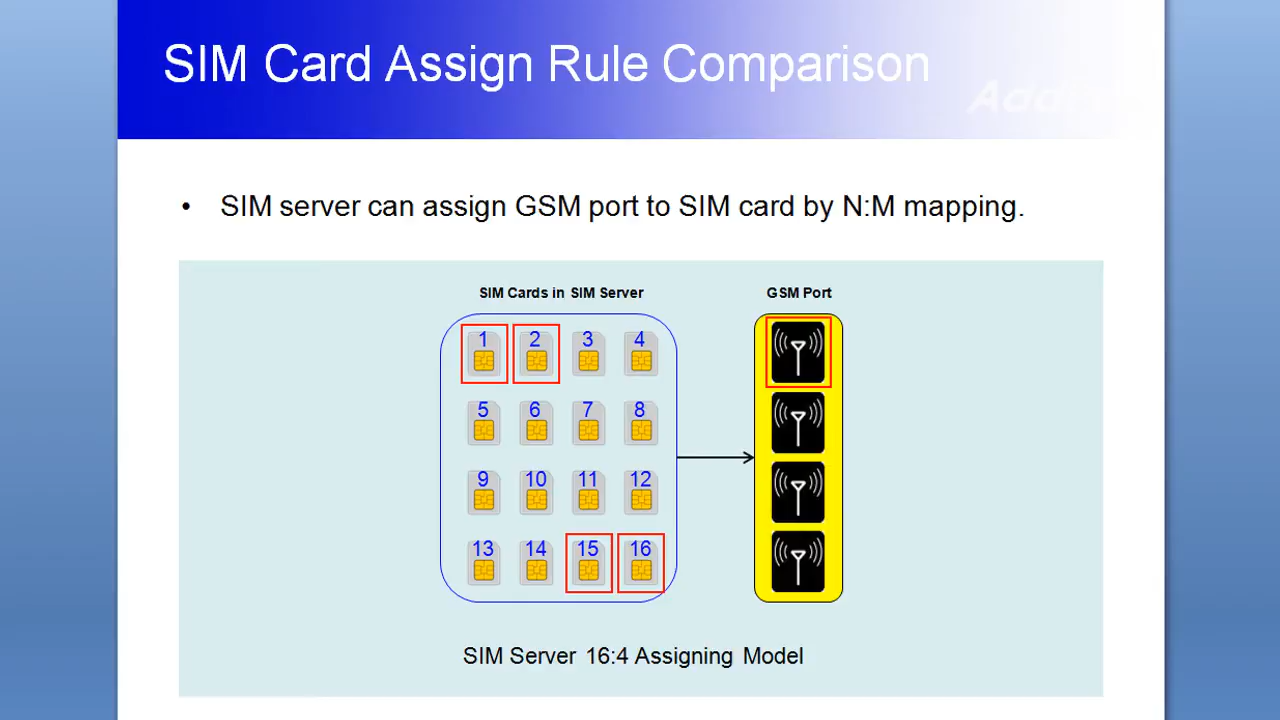 SIM Card Assign Rule Comparison
• SIM server can assign GSM port to SIM card by N:M mapping.
SIM Cards in SIM Server
GSM Port
1 2 3 4
5 6 7 8
9 10 11 12
13 14 15 16
SIM Server 16:4 Assigning Model